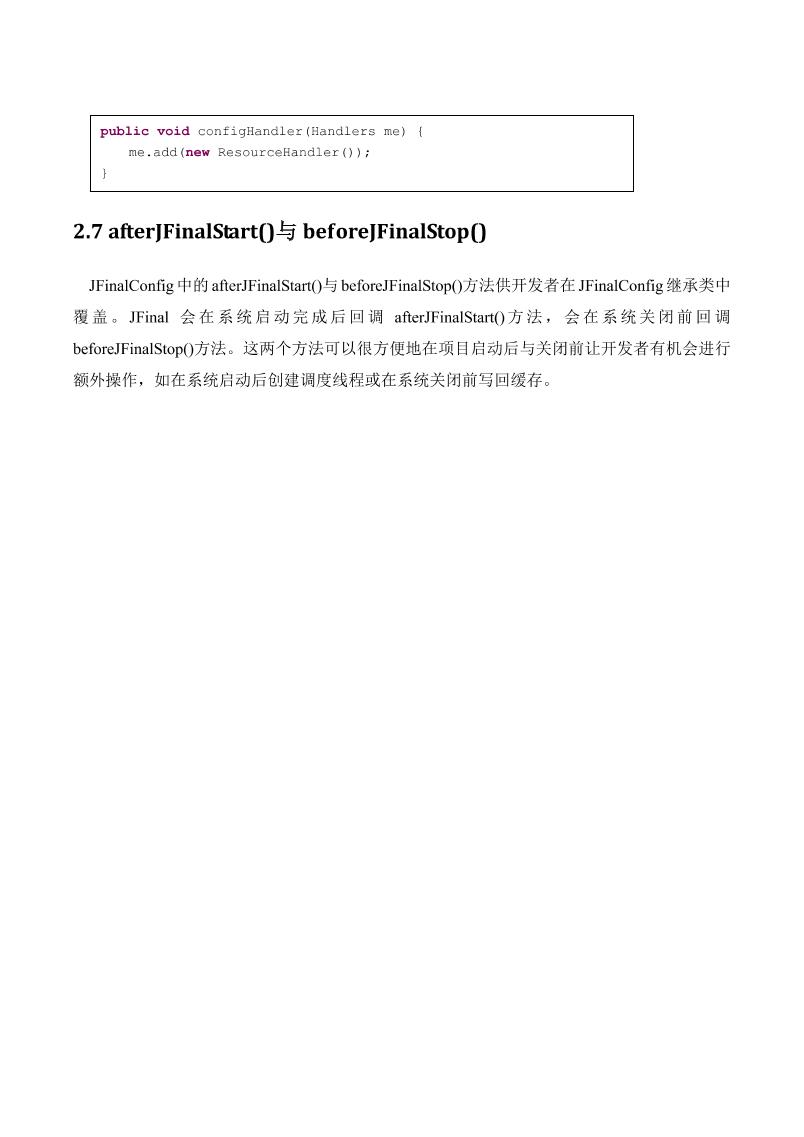 public void configHandler(Handlers me) {
me.add(new ResourceHandler());
}
2.7 afterJFinalStart()与 beforeJFinalStop()
JFinalConfig 中的 afterJFinalStart()与 beforeJFinalStop()方法供开发者在 JFinalConfig 继承类中
覆盖。JFinal 会在系统启动完成后回调 afterJFinalStart()方法，会在系统关闭前回调
beforeJFinalStop()方法。这两个方法可以很方便地在项目启动后与关闭前让开发者有机会进行
额外操作，如在系统启动后创建调度线程或在系统关闭前写回缓存。